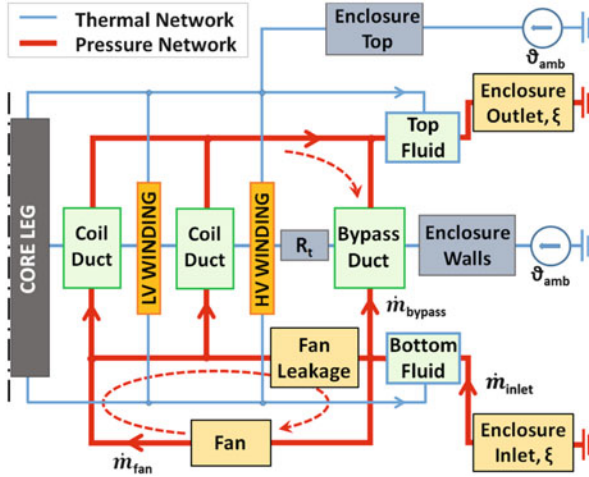 Thermal Network
Pressure Network
Enclosure
Top
ϑamb
Enclosure
Outlet, ξ
Top
Fluid
CORE LEG
Coil
Duct
LV WINDING
Coil
Duct
HV WINDING
Rt
Bypass
Duct
Enclosure
Walls
ϑamb
ṁbypass
Fan
Leakage
Bottom
Fluid
ṁinlet
Fan
ṁfan
Enclosure
Inlet, ξ